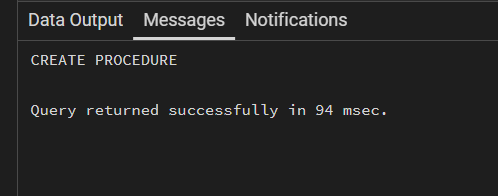 Data Output Messages Notifications
CREATE PROCEDURE
Query returned successfully in 94 msec.